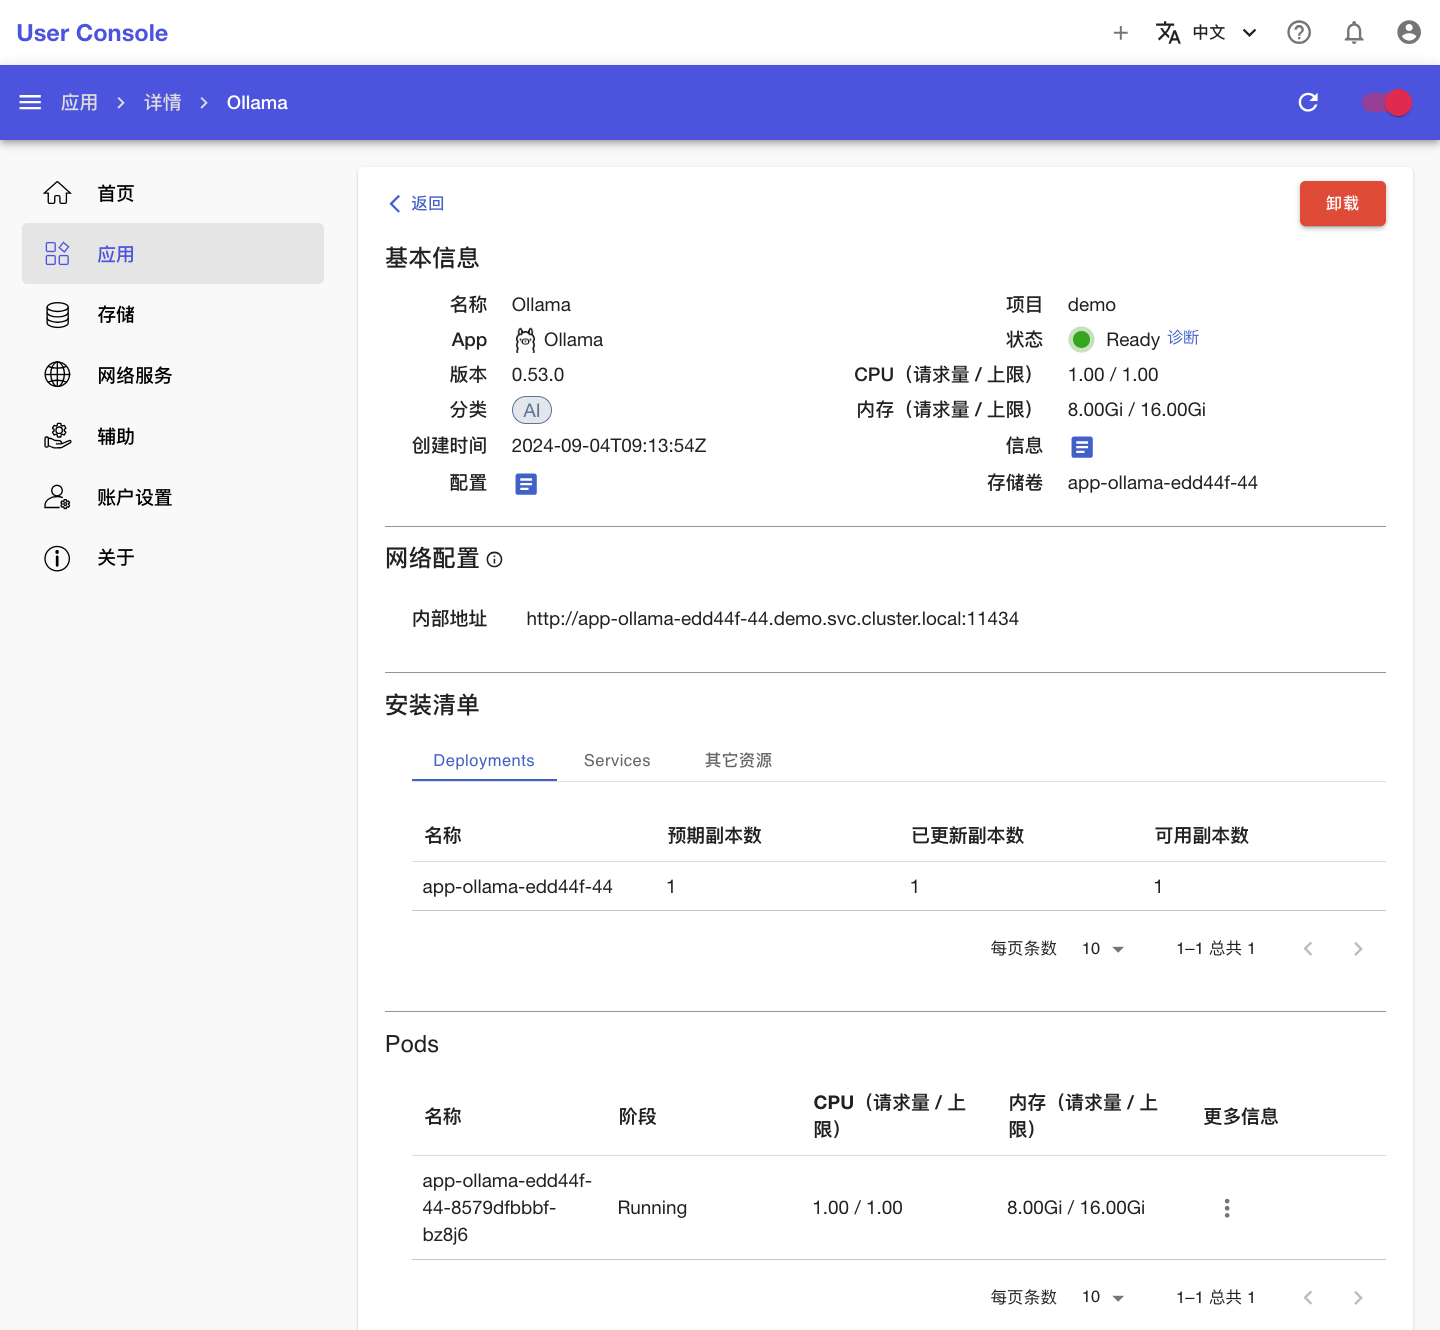 User Console
中文
应用 详情 Ollama
首页
应用
存储
网络服务
辅助
账户设置
关于
返回
卸载
基本信息
名称 Ollama 项目 demo
App Ollama 状态 Ready 诊断
版本 0.53.0 CPU（请求量 / 上限） 1.00 / 1.00
分类 AI 内存（请求量 / 上限） 8.00Gi / 16.00Gi
创建时间 2024-09-04T09:13:54Z 信息
配置 存储卷 app-ollama-edd44f-44
网络配置
内部地址 http://app-ollama-edd44f-44.demo.svc.cluster.local:11434
安装清单
Deployments Services 其它资源
名称 预期副本数 已更新副本数 可用副本数
app-ollama-edd44f-44 1 1 1
每页条数 10 1–1 总共 1
Pods
名称 阶段 CPU（请求量 / 上限） 内存（请求量 / 上限） 更多信息
app-ollama-edd44f-
44-8579dfbbbf-
bz8j6
Running 1.00 / 1.00 8.00Gi / 16.00Gi
每页条数 10 1–1 总共 1